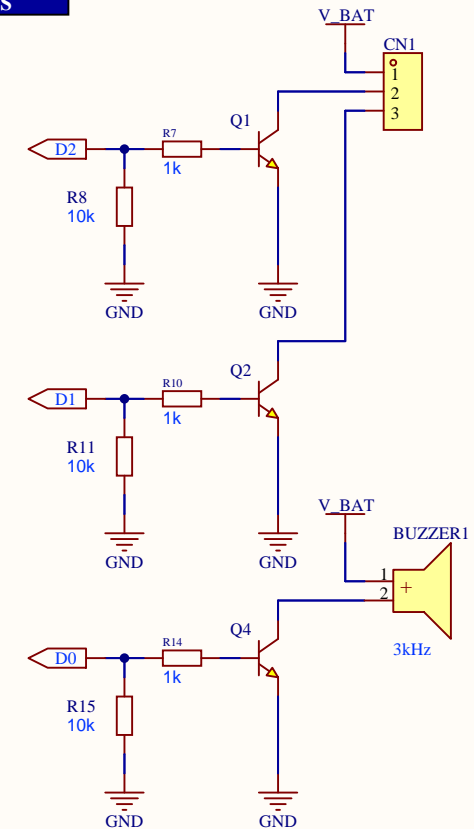 S
V_BAT
CN1
1
2
3
Q1
D2
R7
1k
R8
10k
GND
GND
Q2
D1
R10
1k
R11
10k
GND
GND
V_BAT
BUZZER1
1
2
+
3kHz
Q4
D0
R14
1k
R15
10k
GND
GND